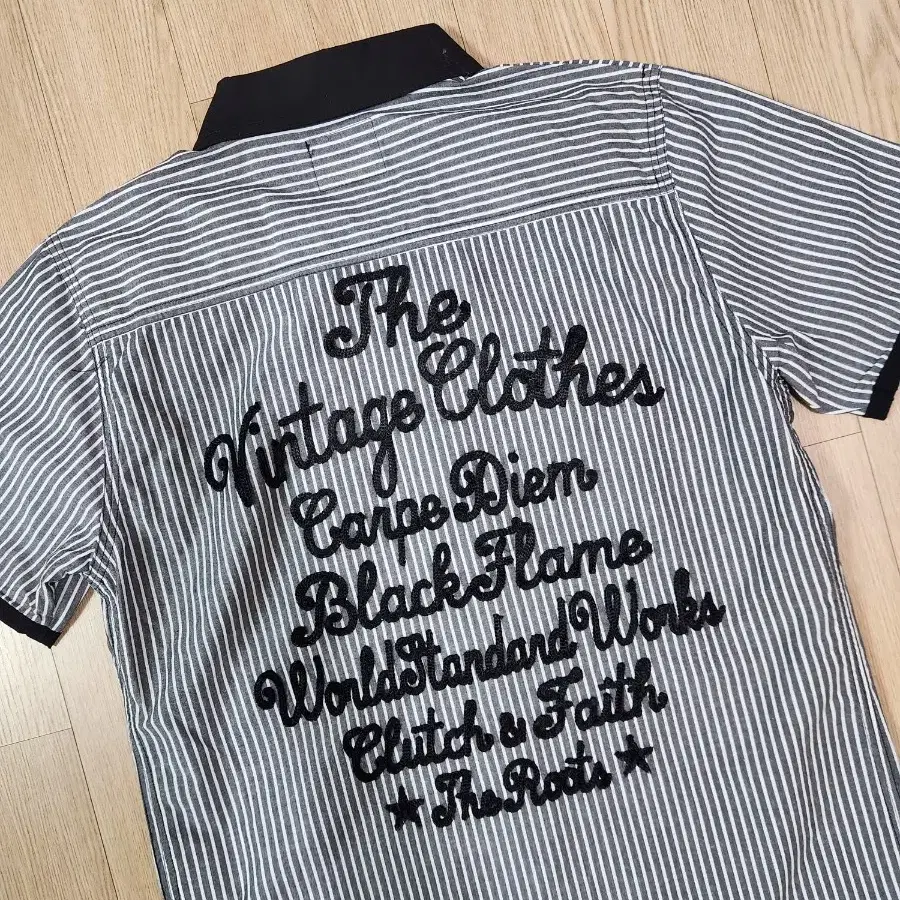 The
Vintage Clothes
Carpe Diem
Black Flame
World Standard Works
Clutch & Faith
★ The Roots ★